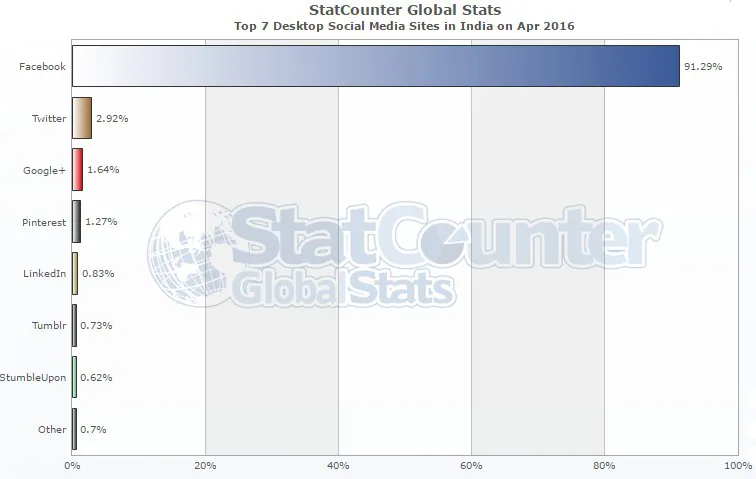 StatCounter Global Stats
Top 7 Desktop Social Media Sites in India on Apr 2016
Facebook 91.29%
Twitter 2.92%
Google+ 1.64%
Pinterest 1.27%
LinkedIn 0.83%
Tumblr 0.73%
StumbleUpon 0.62%
Other 0.7%
StatCounter
GlobalStats
0% 20% 40% 60% 80% 100%